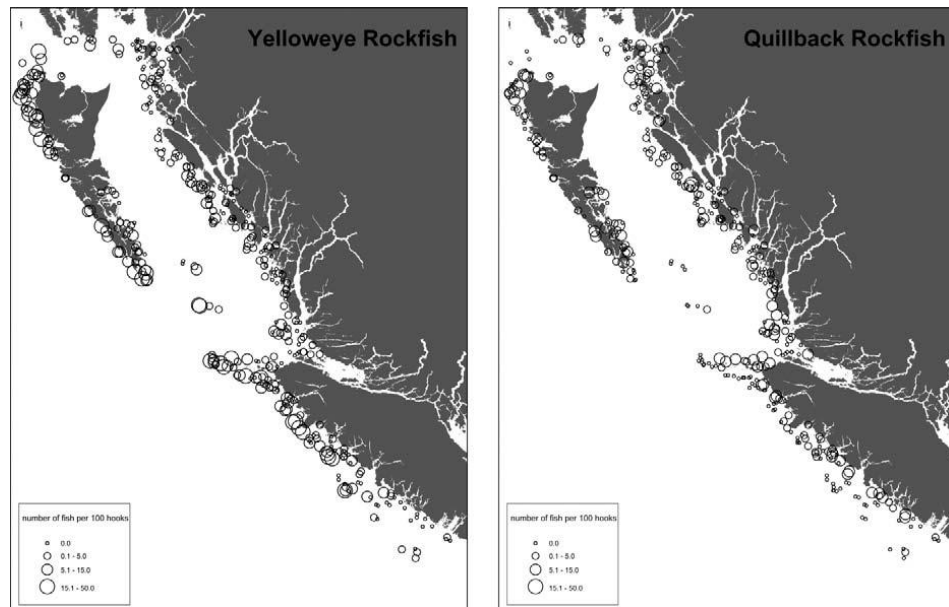 Yelloweye Rockfish
number of fish per 100 hooks
0.0
0.1 - 5.0
5.1 - 15.0
15.1 - 50.0
Quillback Rockfish
number of fish per 100 hooks
0.0
0.1 - 5.0
5.1 - 15.0
15.1 - 50.0